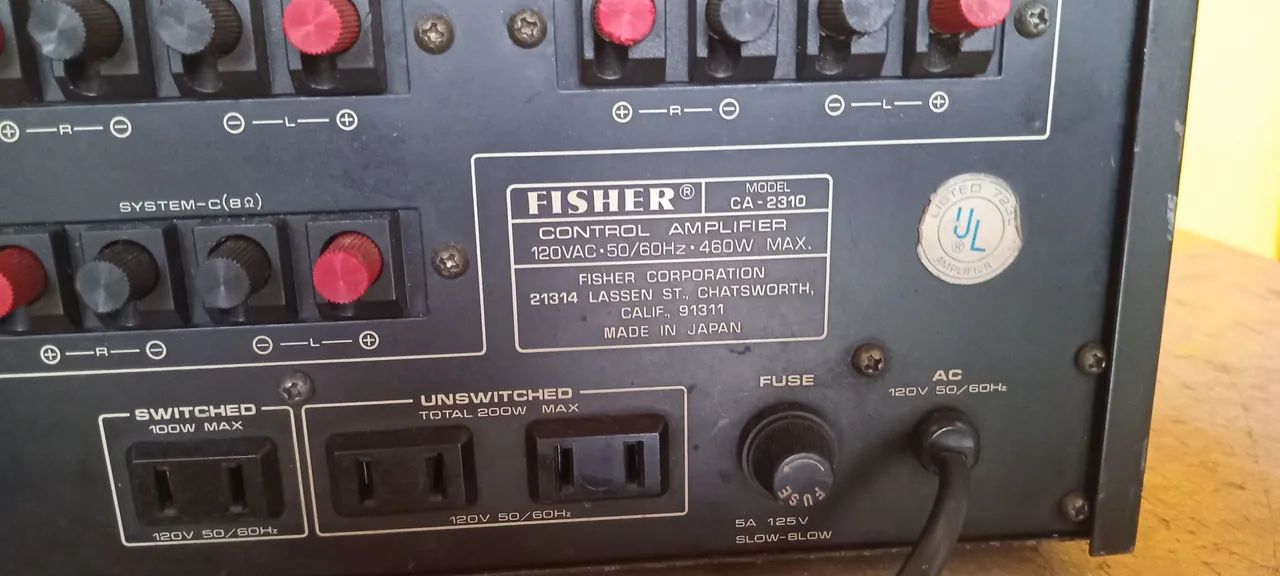 ⊕—R—⊖ ⊖—L—⊕
⊕—R—⊖ ⊖—L—⊕
SYSTEM-C(8Ω)
⊕—R—⊖ ⊖—L—⊕
FISHER®
MODEL
CA-2310
CONTROL AMPLIFIER
120VAC·50/60Hz·460W MAX.
FISHER CORPORATION
21314 LASSEN ST., CHATSWORTH,
CALIF., 91311
MADE IN JAPAN
LISTED
UL®
AMPLIFIER
SWITCHED
100W MAX
120V 50/60Hz
UNSWITCHED
TOTAL 200W MAX
120V 50/60Hz
FUSE
FUSE
5A 125V
SLOW-BLOW
AC
120V 50/60Hz